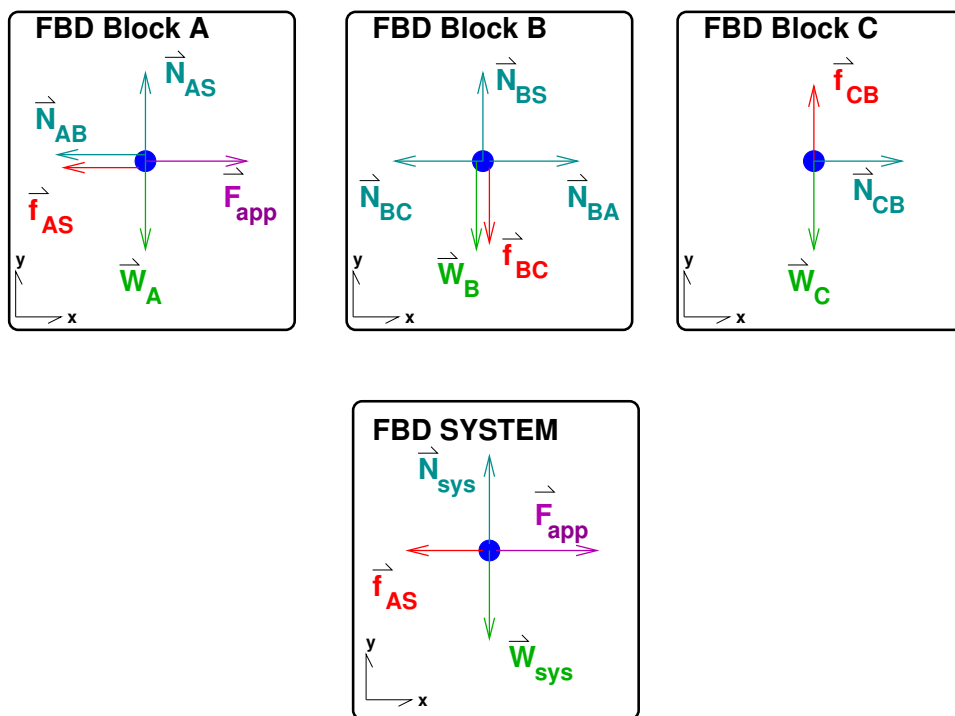 FBD Block A
N AS
N AB
f AS
F app
W A
y
x
FBD Block B
N BS
N BC
N BA
W B
f BC
y
x
FBD Block C
f CB
N CB
W C
y
x
FBD SYSTEM
N sys
F app
f AS
W sys
y
x